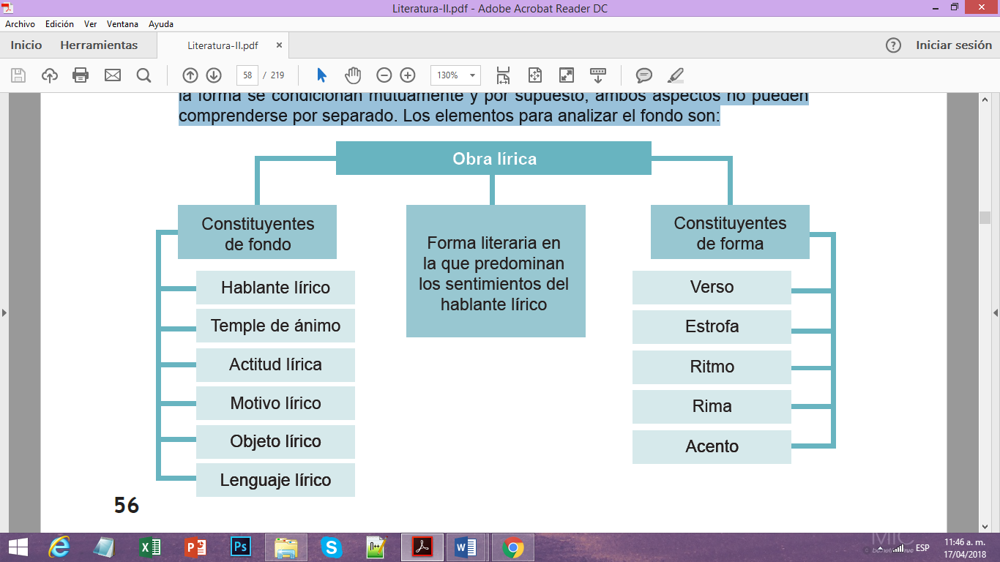 Literatura-II.pdf - Adobe Acrobat Reader DC
Archivo Edición Ver Ventana Ayuda
Inicio Herramientas Literatura-II.pdf × Iniciar sesión
58 / 219 130%
la forma se condicionan mutuamente y por supuesto, ambos aspectos no pueden
comprenderse por separado. Los elementos para analizar el fondo son:
Obra lírica
Constituyentes
de fondo
Hablante lírico
Temple de ánimo
Actitud lírica
Motivo lírico
Objeto lírico
Lenguaje lírico
Forma literaria en
la que predominan
los sentimientos del
hablante lírico
Constituyentes
de forma
Verso
Estrofa
Ritmo
Rima
Acento
56
ESP
11:46 a. m.
17/04/2018